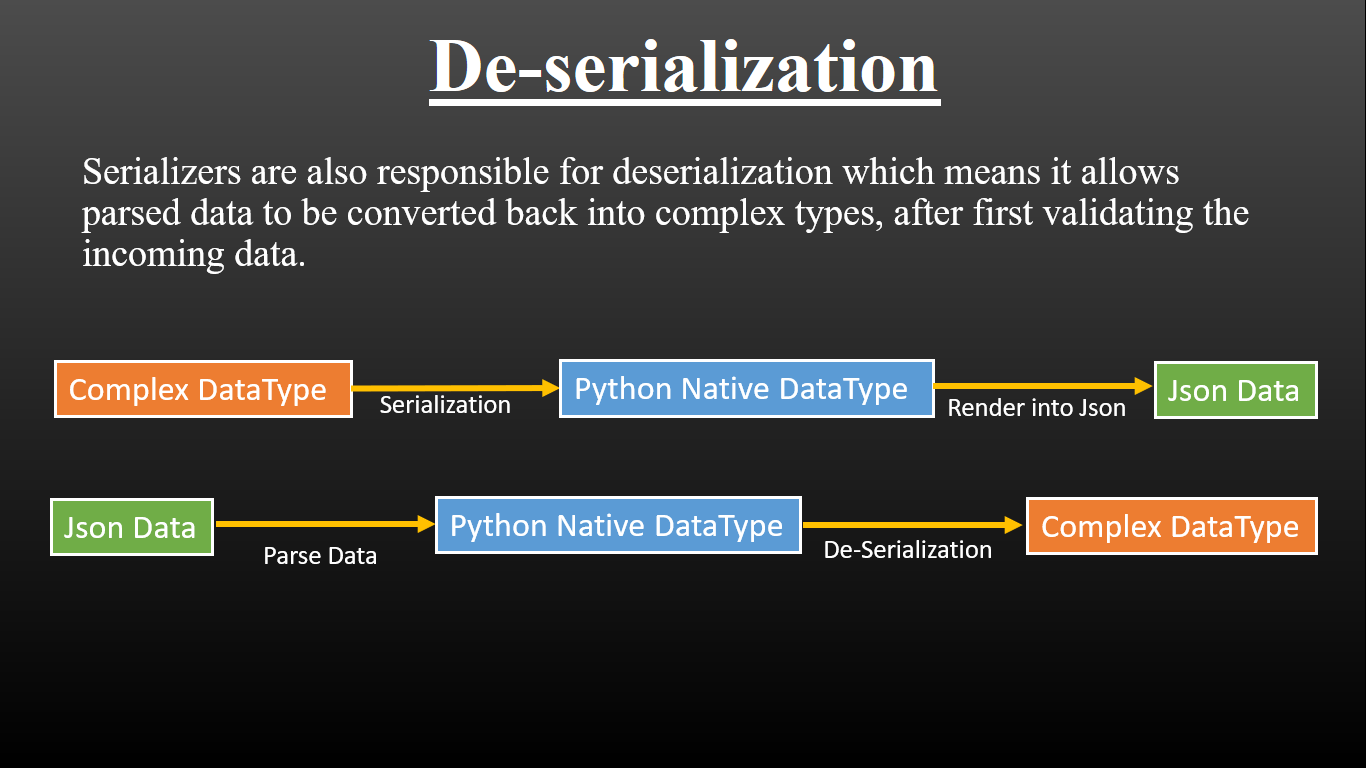 De-serialization
Serializers are also responsible for deserialization which means it allows
parsed data to be converted back into complex types, after first validating the
incoming data.
Complex DataType
Serialization
Python Native DataType
Render into Json
Json Data
Json Data
Parse Data
Python Native DataType
De-Serialization
Complex DataType